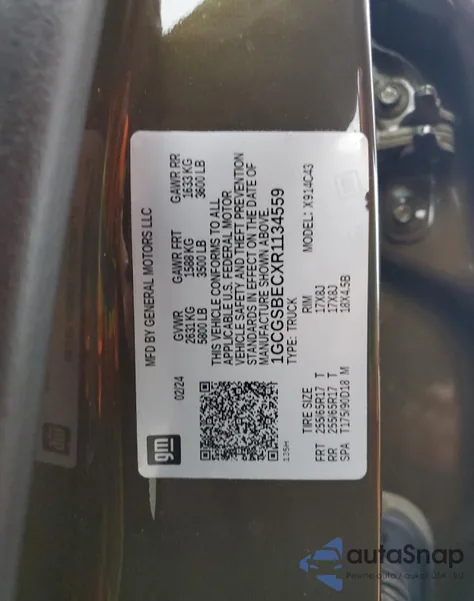 MFD BY GENERAL MOTORS LLC
02/24
GVWR GAWR FRT GAWR RR
2631 KG 1588 KG 1633 KG
5800 LB 3500 LB 3600 LB
THIS VEHICLE CONFORMS TO ALL
APPLICABLE U.S. FEDERAL MOTOR
VEHICLE SAFETY AND THEFT PREVENTION
STANDARDS IN EFFECT ON THE DATE OF
MANUFACTURE SHOWN ABOVE.
1GCGSBECXR1134559
TYPE: TRUCK MODEL: X914C43
gm
135H
TIRE SIZE RIM
FRT 255/65R17 T 17X8J
RR 255/65R17 T 17X8J
SPA T175/90D18 M 18X4.5B
autoSnap